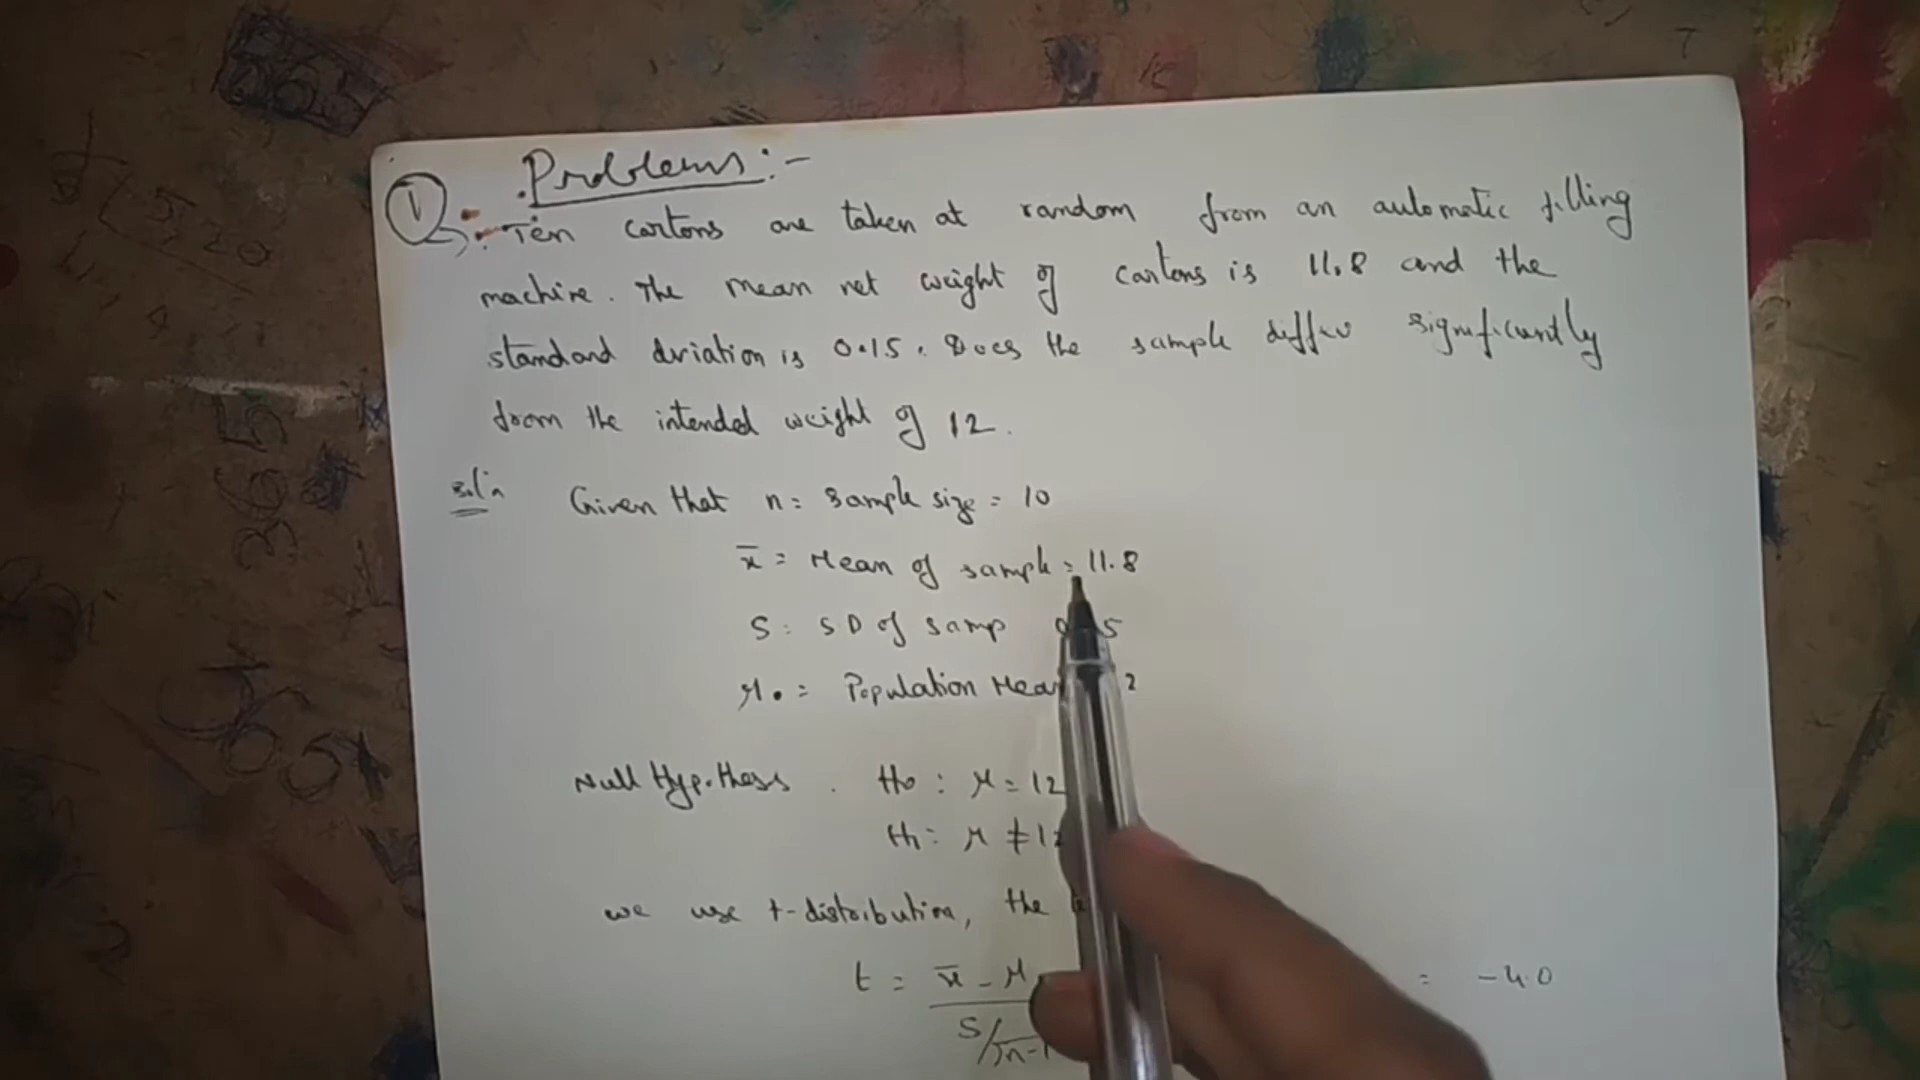 ① Problems:-
Ten cartons are taken at random from an automatic filling
machine. The mean net weight of cartons is 11.8 and the
standard deviation is 0.15. Does the sample differ significantly
from the intended weight of 12.
Sol'n Given that n = sample size = 10
x̄ = Mean of sample = 11.8
S = SD of samp
μ₀ = Population Mean
Null Hypothesis. H₀ : μ = 12
H₁ : μ ≠ 12
we use t-distribution, the
t = x̄ - μ = -4.0
S/√n-1